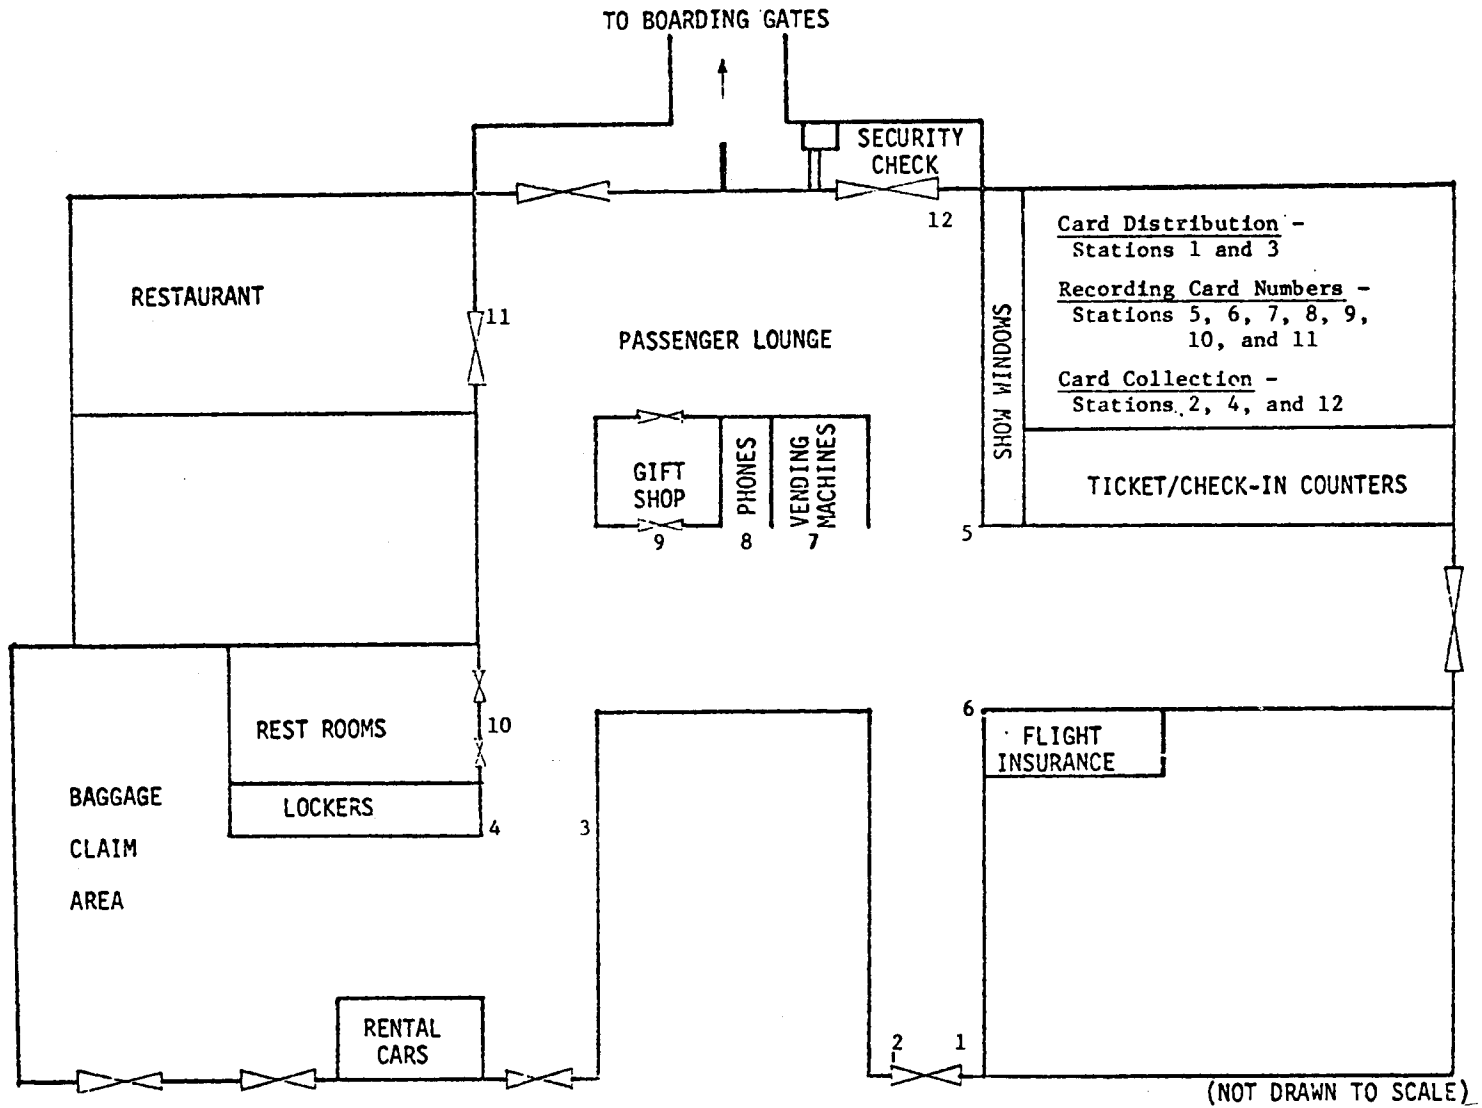 TO BOARDING GATES
SECURITY
CHECK
12
Card Distribution -
Stations 1 and 3
Recording Card Numbers -
Stations 5, 6, 7, 8, 9,
10, and 11
Card Collection -
Stations 2, 4, and 12
RESTAURANT
11
PASSENGER LOUNGE
SHOW WINDOWS
GIFT
SHOP
PHONES
VENDING
MACHINES
TICKET/CHECK-IN COUNTERS
9
8
7
5
6
REST ROOMS
10
FLIGHT
INSURANCE
BAGGAGE
CLAIM
AREA
LOCKERS
4
3
RENTAL
CARS
2
1
(NOT DRAWN TO SCALE)